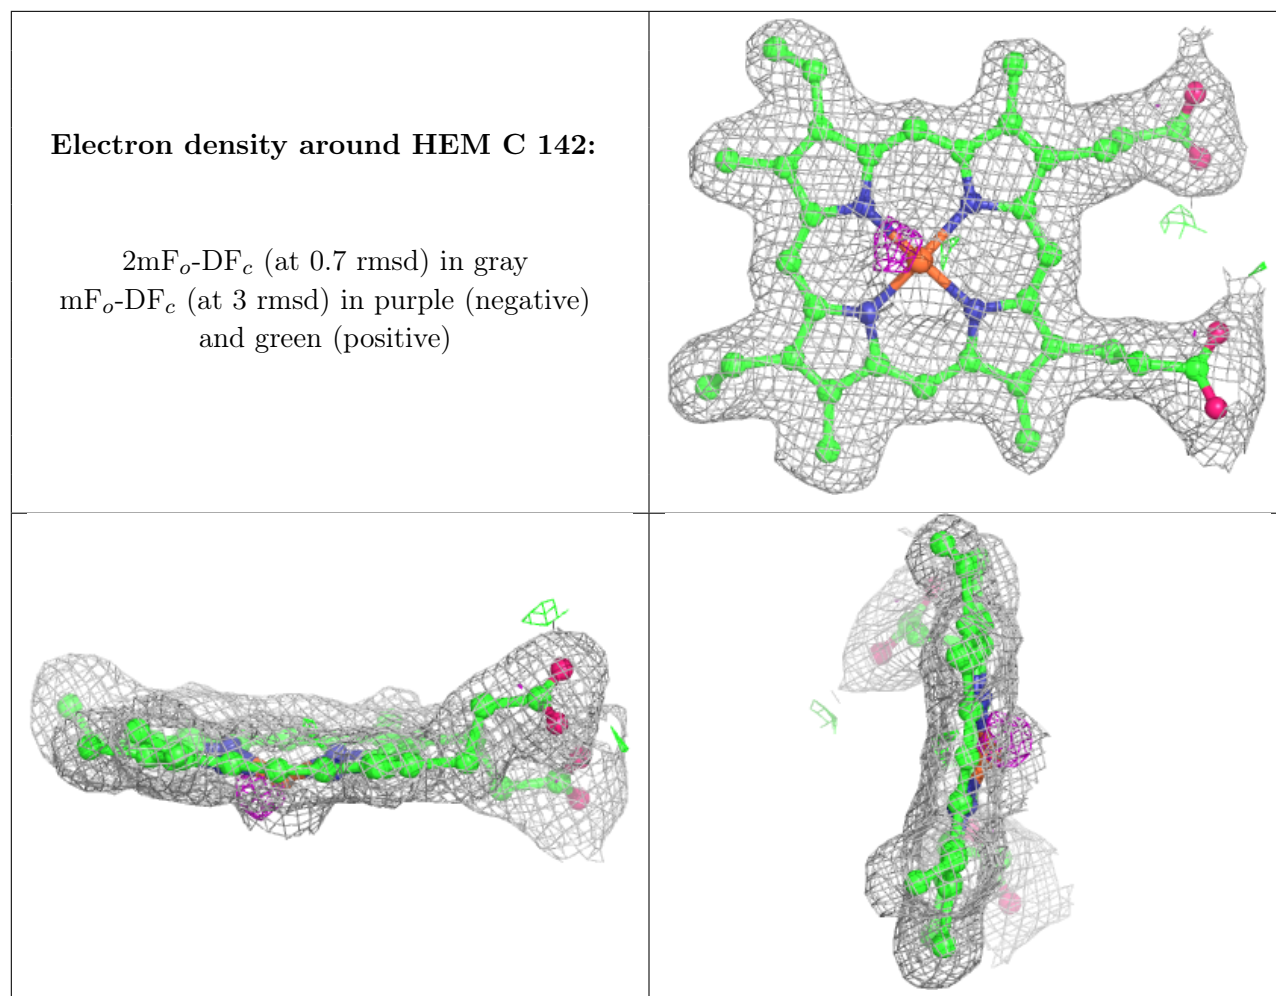 Electron density around HEM C 142:
2mFo-DFc (at 0.7 rmsd) in gray
mFo-DFc (at 3 rmsd) in purple (negative)
and green (positive)